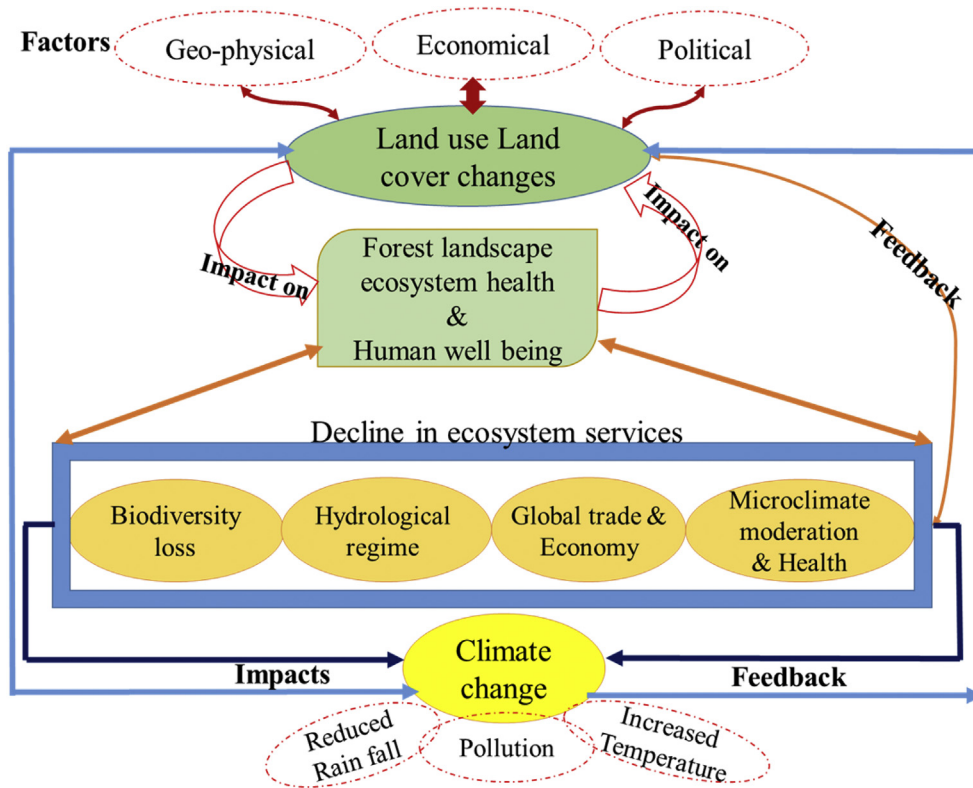 Factors
Geo-physical
Economical
Political
Land use Land
cover changes
Impact on
Impact on
Feedback
Forest landscape
ecosystem health
&
Human well being
Decline in ecosystem services
Biodiversity
loss
Hydrological
regime
Global trade &
Economy
Microclimate
moderation
& Health
Climate
change
Impacts
Feedback
Reduced
Rain fall
Pollution
Increased
Temperature